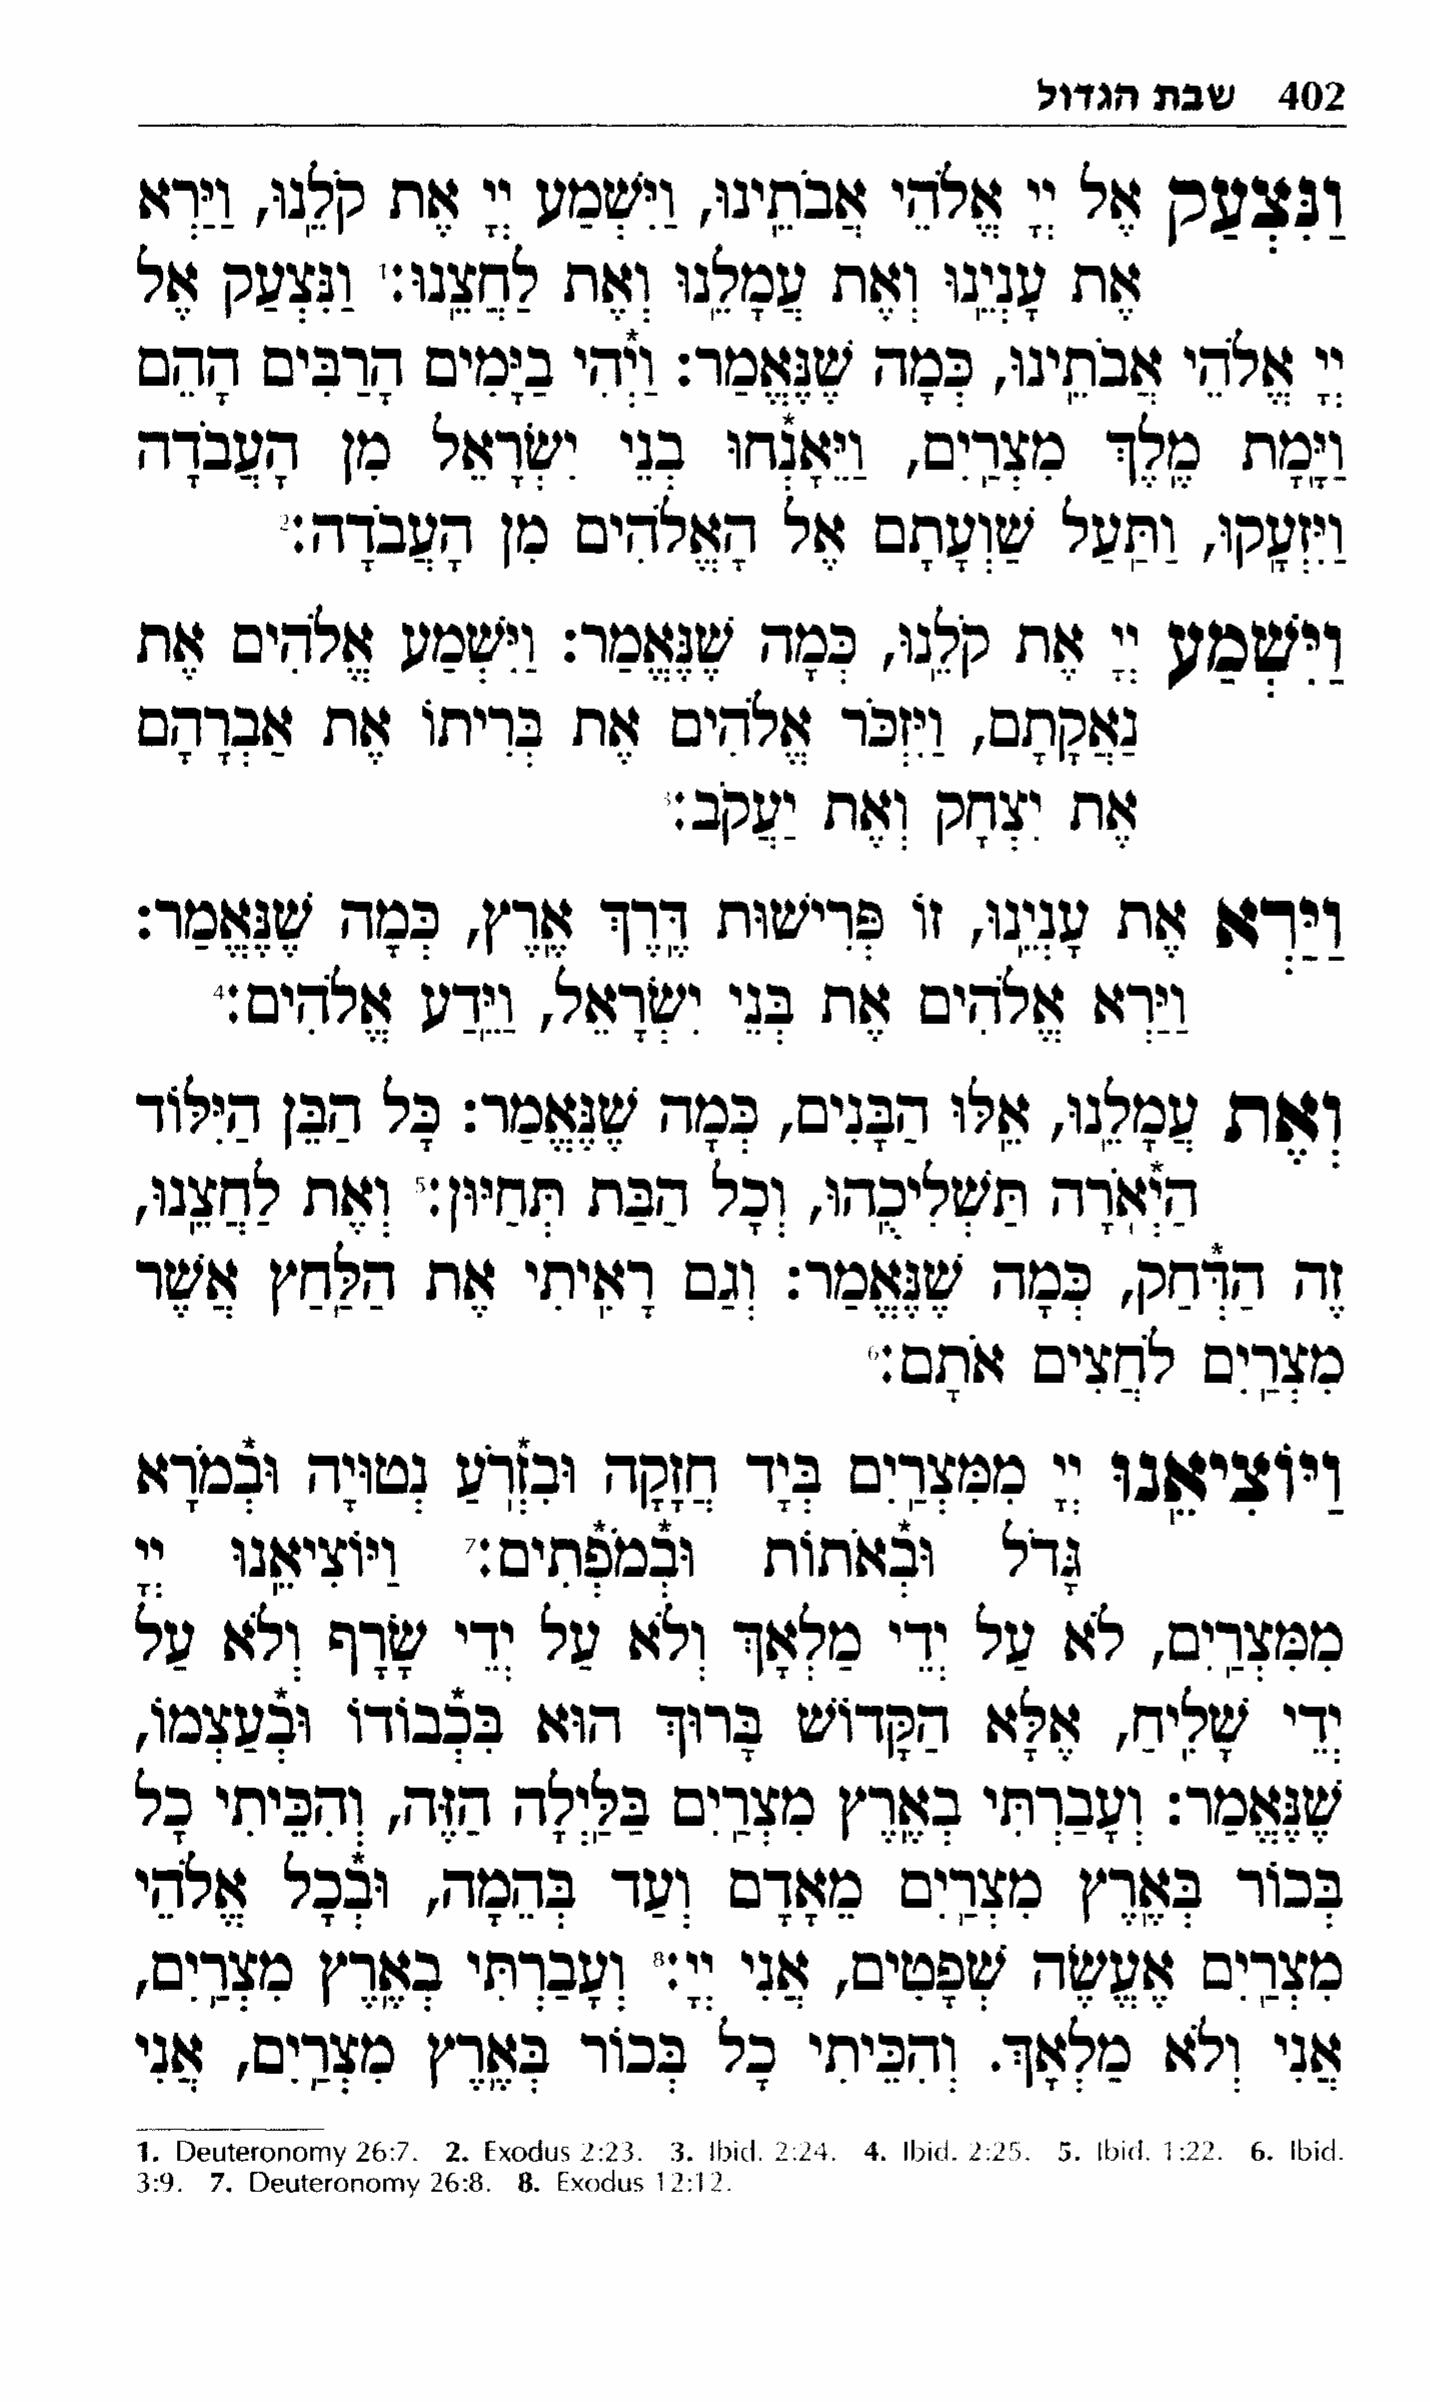 402 שבת הגדול
וַנִּצְעַק אֶל יְיָ אֱלֹהֵי אֲבֹתֵֽינוּ, וַיִּשְׁמַע יְיָ אֶת קֹלֵֽנוּ, וַיַּרְא
אֶת עָנְיֵֽנוּ וְאֶת עֲמָלֵֽנוּ וְאֶת לַחֲצֵֽנוּ:1 וַנִּצְעַק אֶל
יְיָ אֱלֹהֵי אֲבֹתֵֽינוּ, כְּמָה שֶׁנֶּאֱמַר: וַיְ*הִי בַיָּמִים הָרַבִּים הָהֵם
וַיָּֽמָת מֶֽלֶךְ מִצְרַֽיִם, וַיֵּאָנְ*חוּ בְנֵי יִשְׂרָאֵל מִן הָעֲבֹדָה
וַיִּזְעָֽקוּ, וַתַּֽעַל שַׁוְעָתָם אֶל הָאֱלֹהִים מִן הָעֲבֹדָה:2
וַיִּשְׁמַע יְיָ אֶת קֹלֵֽנוּ, כְּמָה שֶׁנֶּאֱמַר: וַיִּשְׁמַע אֱלֹהִים אֶת
נַאֲקָתָם, וַיִּזְכֹּר אֱלֹהִים אֶת בְּרִיתוֹ אֶת אַבְרָהָם
אֶת יִצְחָק וְאֶת יַעֲקֹב:3
וַיַּרְא אֶת עָנְיֵֽנוּ, זוֹ פְּרִישׁוּת דֶּֽרֶךְ אֶֽרֶץ, כְּמָה שֶׁנֶּאֱמַר:
וַיַּרְא אֱלֹהִים אֶת בְּנֵי יִשְׂרָאֵל, וַיֵּֽדַע אֱלֹהִים:4
וְאֶת עֲמָלֵֽנוּ, אֵֽלּוּ הַבָּנִים, כְּמָה שֶׁנֶּאֱמַר: כָּל הַבֵּן הַיִּלּוֹד
הַיְאֹֽ*רָה תַּשְׁלִיכֻֽהוּ, וְכָל הַבַּת תְּחַיּוּן:5 וְאֶת לַחֲצֵֽנוּ,
זֶה הַדְּ*חַק, כְּמָה שֶׁנֶּאֱמַר: וְגַם רָאִֽיתִי אֶת הַלַּֽחַץ אֲשֶׁר
מִצְרַֽיִם לֹחֲצִים אֹתָם:6
וַיּוֹצִיאֵֽנוּ יְיָ מִמִּצְרַֽיִם בְּיָד חֲזָקָה וּבִזְרֹֽ*עַ נְטוּיָה וּבְ*מֹרָא
גָּדֹל וּבְ*אֹתוֹת וּבְ*מֹפְ*תִים:7 וַיּוֹצִיאֵֽנוּ יְיָ
מִמִּצְרַֽיִם, לֹא עַל יְדֵי מַלְאָךְ וְלֹא עַל יְדֵי שָׂרָף וְלֹא עַל
יְדֵי שָׁלִֽיחַ, אֶלָּא הַקָּדוֹשׁ בָּרוּךְ הוּא בִּכְ*בוֹדוֹ וּבְ*עַצְמוֹ,
שֶׁנֶּאֱמַר: וְעָבַרְתִּי בְאֶֽרֶץ מִצְרַֽיִם בַּלַּֽיְלָה הַזֶּה, וְהִכֵּיתִי כָל
בְּכוֹר בְּאֶֽרֶץ מִצְרַֽיִם מֵאָדָם וְעַד בְּהֵמָה, וּבְ*כָל אֱלֹהֵי
מִצְרַֽיִם אֶעֱשֶׂה שְׁפָטִים, אֲנִי יְיָ:8 וְעָבַרְתִּי בְאֶֽרֶץ מִצְרַֽיִם,
אֲנִי וְלֹא מַלְאָךְ. וְהִכֵּיתִי כָל בְּכוֹר בְּאֶֽרֶץ מִצְרַֽיִם, אֲנִי
1. Deuteronomy 26:7. 2. Exodus 2:23. 3. Ibid. 2:24. 4. Ibid. 2:25. 5. Ibid. 1:22. 6. Ibid.
3:9. 7. Deuteronomy 26:8. 8. Exodus 12:12.